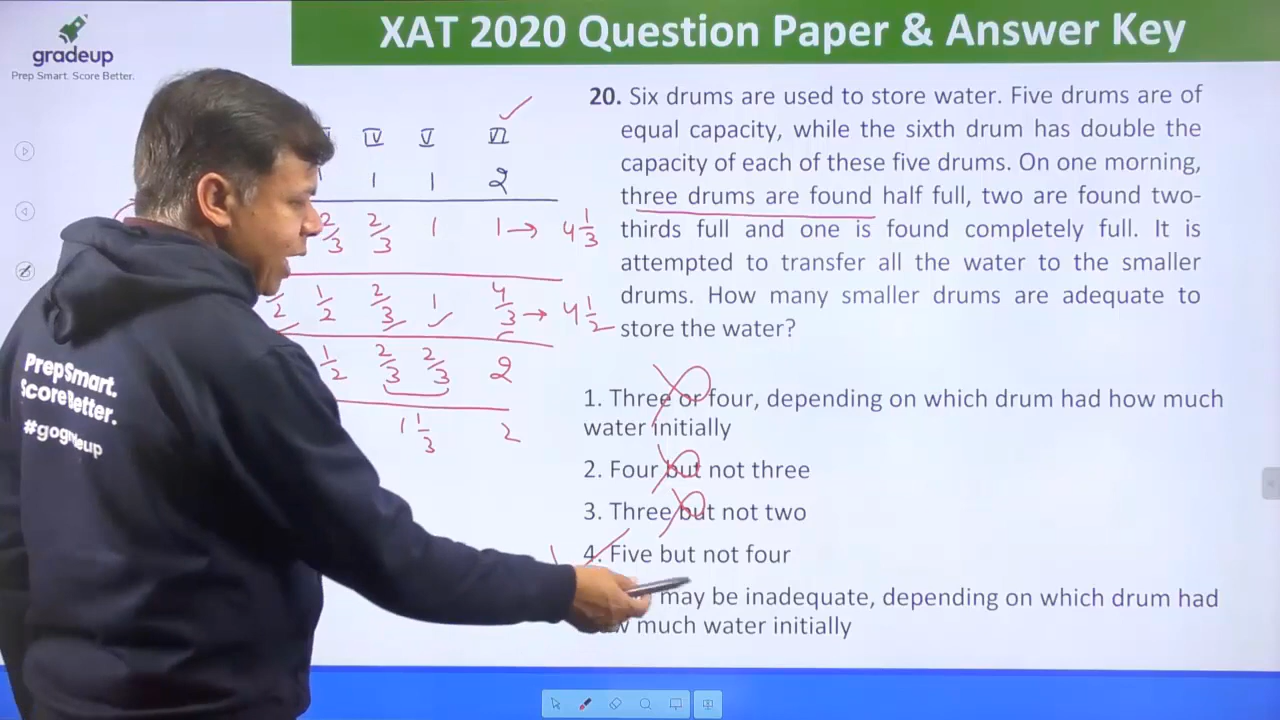 XAT 2020 Question Paper & Answer Key
gradeup
Prep Smart. Score Better.
IV V VI
1 1 2
2/3 2/3 1 1 → 4 1/3
1/2 2/3 1 4/3 → 4 1/2
1/2 2/3 2/3 2
1 1/3 2
20. Six drums are used to store water. Five drums are of
equal capacity, while the sixth drum has double the
capacity of each of these five drums. On one morning,
three drums are found half full, two are found two-
thirds full and one is found completely full. It is
attempted to transfer all the water to the smaller
drums. How many smaller drums are adequate to
store the water?
1. Three or four, depending on which drum had how much
water initially
2. Four but not three
3. Three but not two
4. Five but not four
may be inadequate, depending on which drum had
much water initially
PrepSmart.
ScoreBetter.